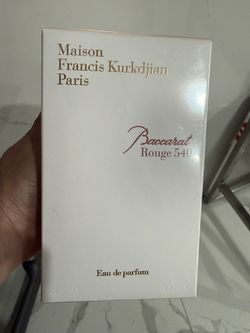 Maison
Francis Kurkdjian
Paris
Baccarat
Rouge 540
Eau de parfum